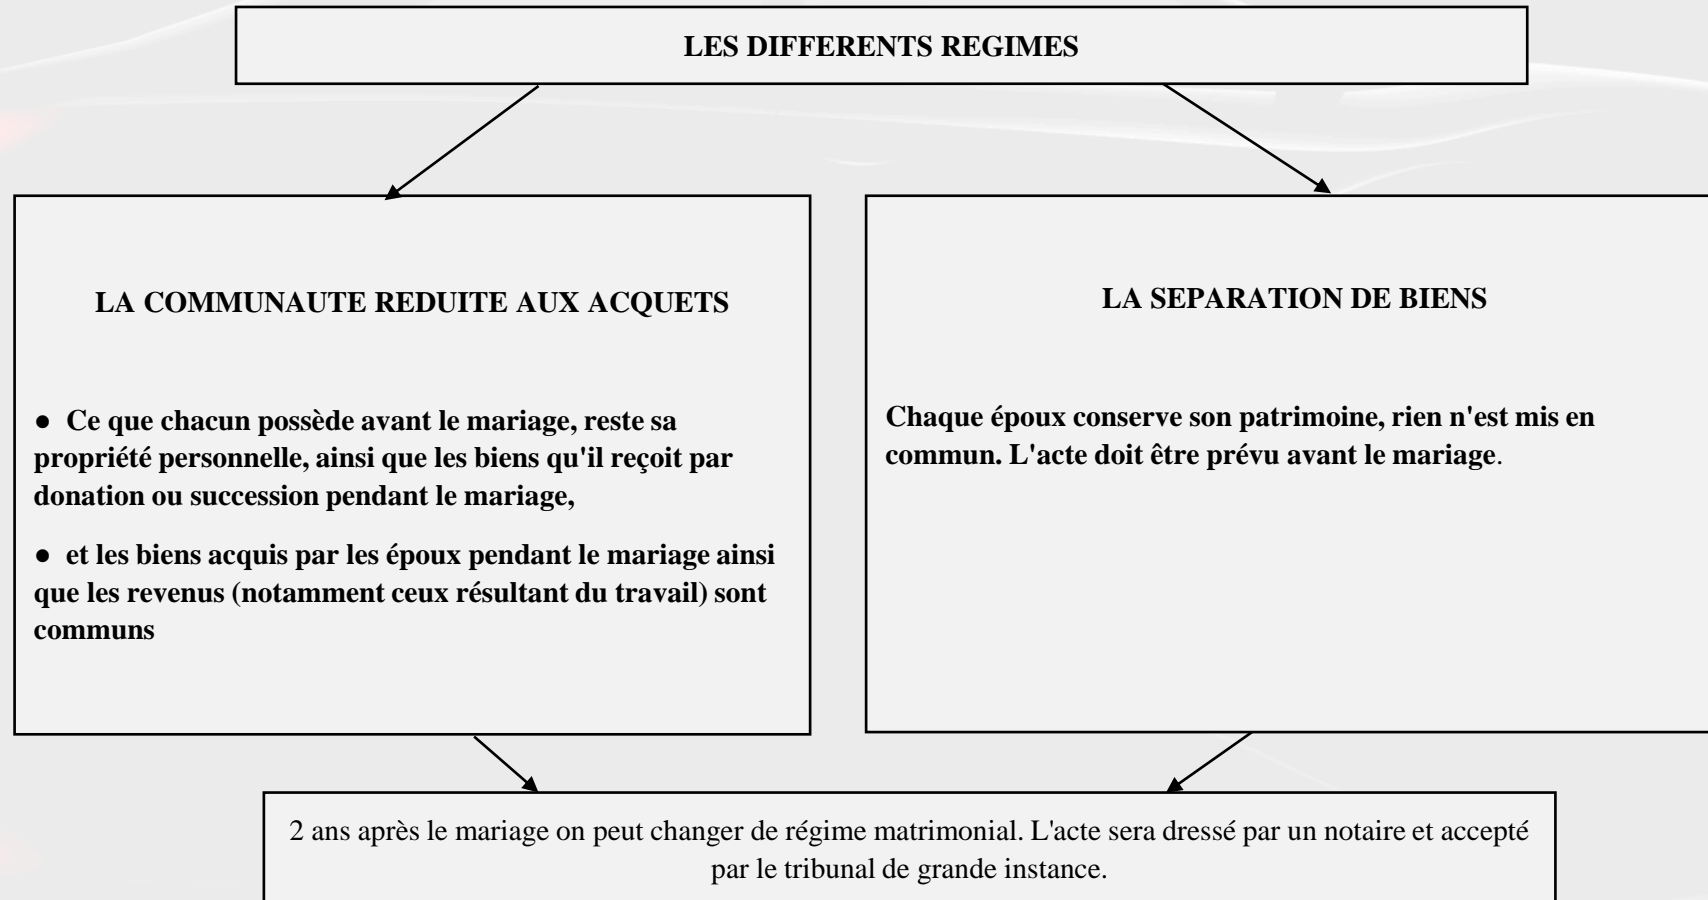 LES DIFFERENTS REGIMES
LA COMMUNAUTE REDUITE AUX ACQUETS
● Ce que chacun possède avant le mariage, reste sa
propriété personnelle, ainsi que les biens qu'il reçoit par
donation ou succession pendant le mariage,
● et les biens acquis par les époux pendant le mariage ainsi
que les revenus (notamment ceux résultant du travail) sont
communs
LA SEPARATION DE BIENS
Chaque époux conserve son patrimoine, rien n'est mis en
commun. L'acte doit être prévu avant le mariage.
2 ans après le mariage on peut changer de régime matrimonial. L'acte sera dressé par un notaire et accepté
par le tribunal de grande instance.